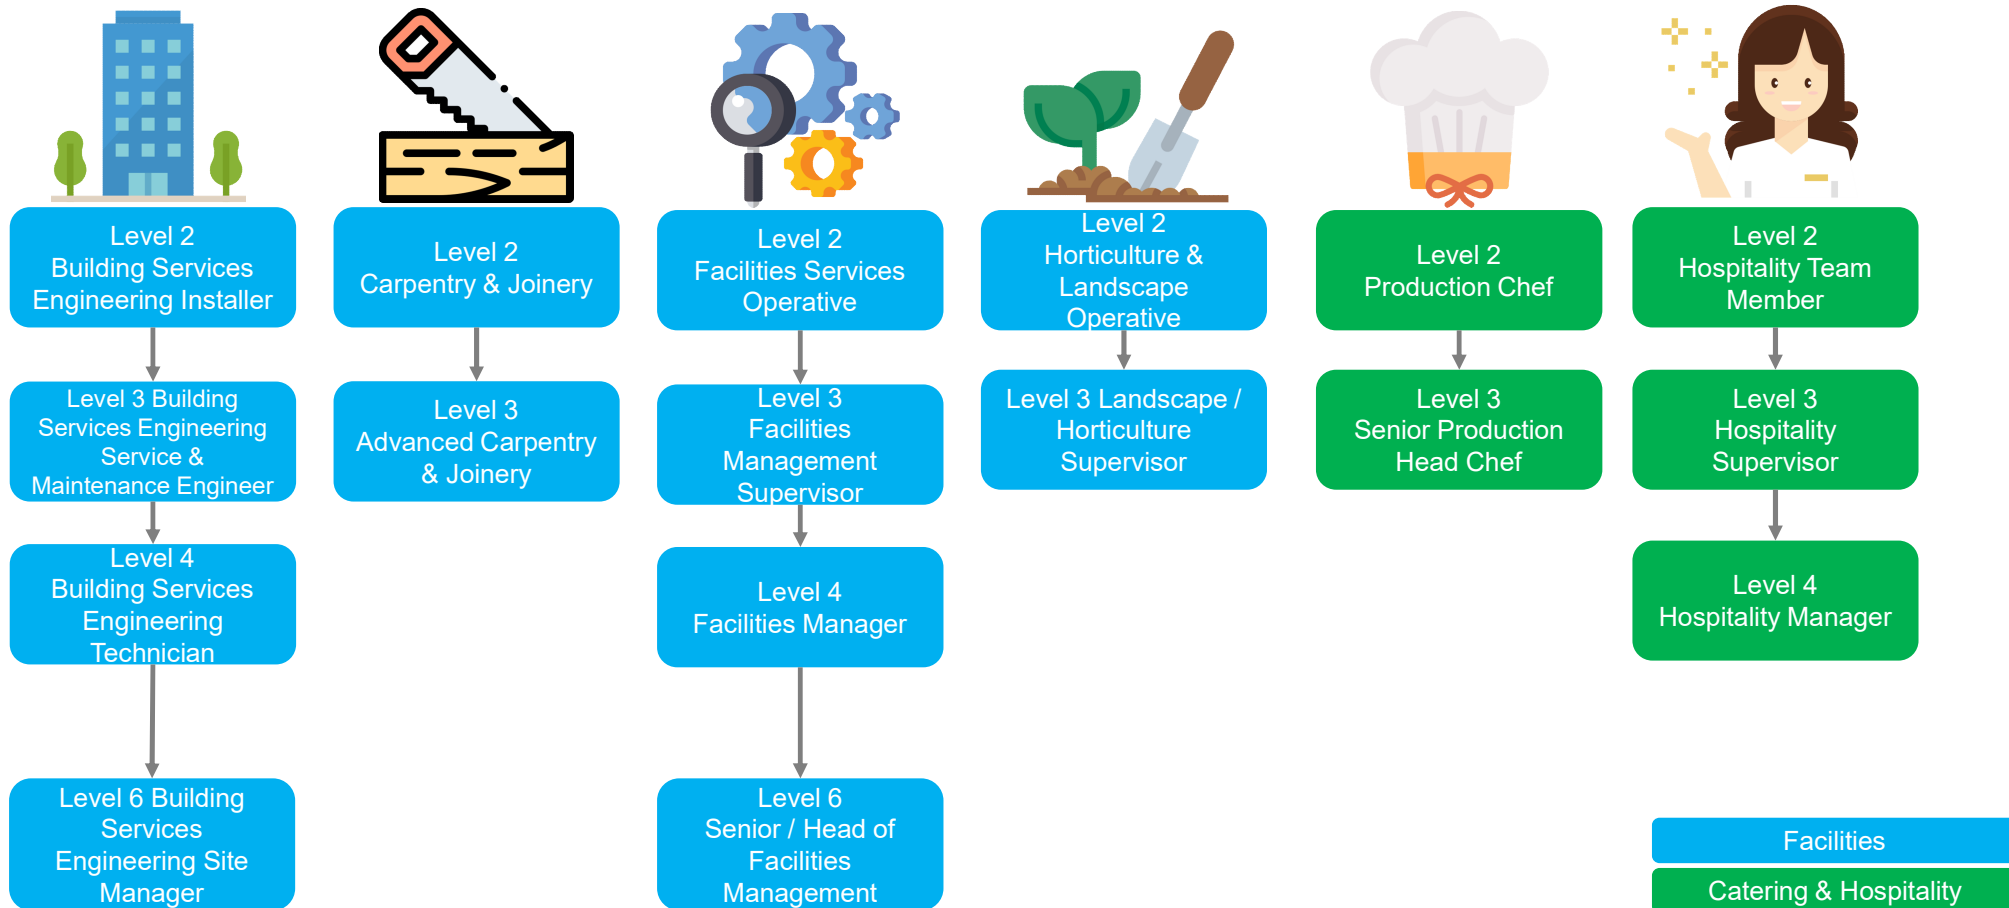 Level 2
Building Services
Engineering Installer
Level 3 Building
Services Engineering
Service &
Maintenance Engineer
Level 4
Building Services
Engineering
Technician
Level 6 Building
Services
Engineering Site
Manager
Level 2
Carpentry & Joinery
Level 3
Advanced Carpentry
& Joinery
Level 2
Facilities Services
Operative
Level 3
Facilities
Management
Supervisor
Level 4
Facilities Manager
Level 6
Senior / Head of
Facilities
Management
Level 2
Horticulture &
Landscape
Operative
Level 3 Landscape /
Horticulture
Supervisor
Level 2
Production Chef
Level 3
Senior Production
Head Chef
Level 2
Hospitality Team
Member
Level 3
Hospitality
Supervisor
Level 4
Hospitality Manager
Facilities
Catering & Hospitality